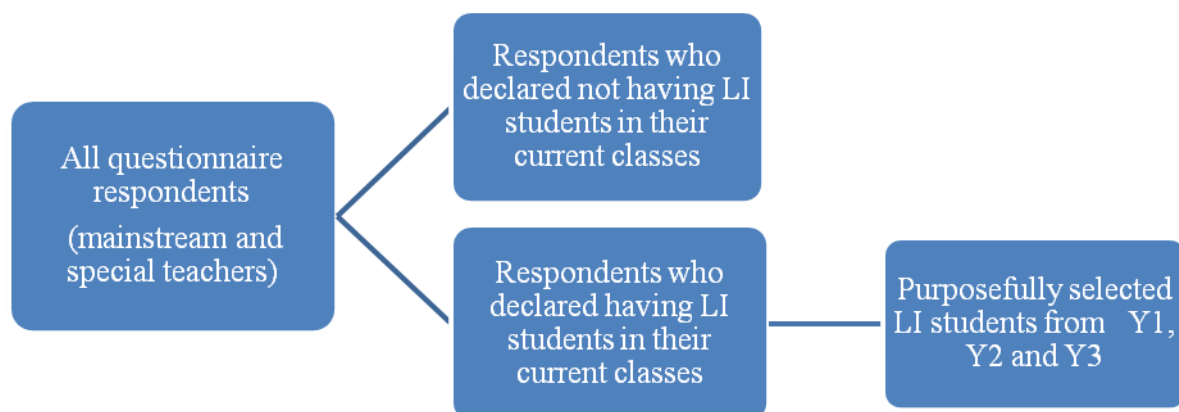 All questionnaire
respondents
(mainstream and
special teachers)
Respondents who
declared not having LI
students in their
current classes
Respondents who
declared having LI
students in their
current classes
Purposefully selected
LI students from Y1,
Y2 and Y3